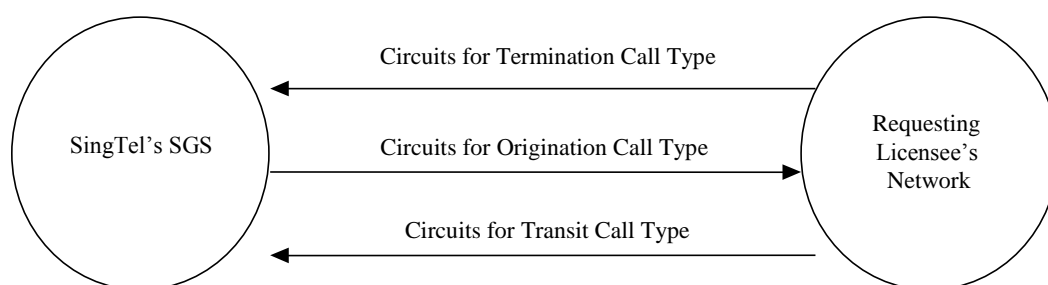 Circuits for Termination Call Type
SingTel’s SGS
Circuits for Origination Call Type
Requesting
Licensee’s
Network
Circuits for Transit Call Type